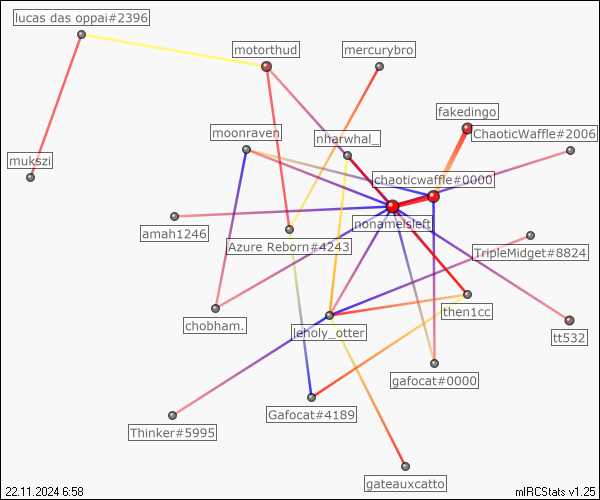 lucas das oppai#2396
motorthud
mercurybro
fakedingo
moonraven
nharwhal_
ChaoticWaffle#2006
mukszi
chaoticwaffle#0000
nonameisleft
amah1246
Azure Reborn#4243
TripleMidget#8824
chobham.
then1cc
leholy_otter
tt532
gafocat#0000
Gafocat#4189
Thinker#5995
gateauxcatto
22.11.2024 6:58
mIRCStats v1.25